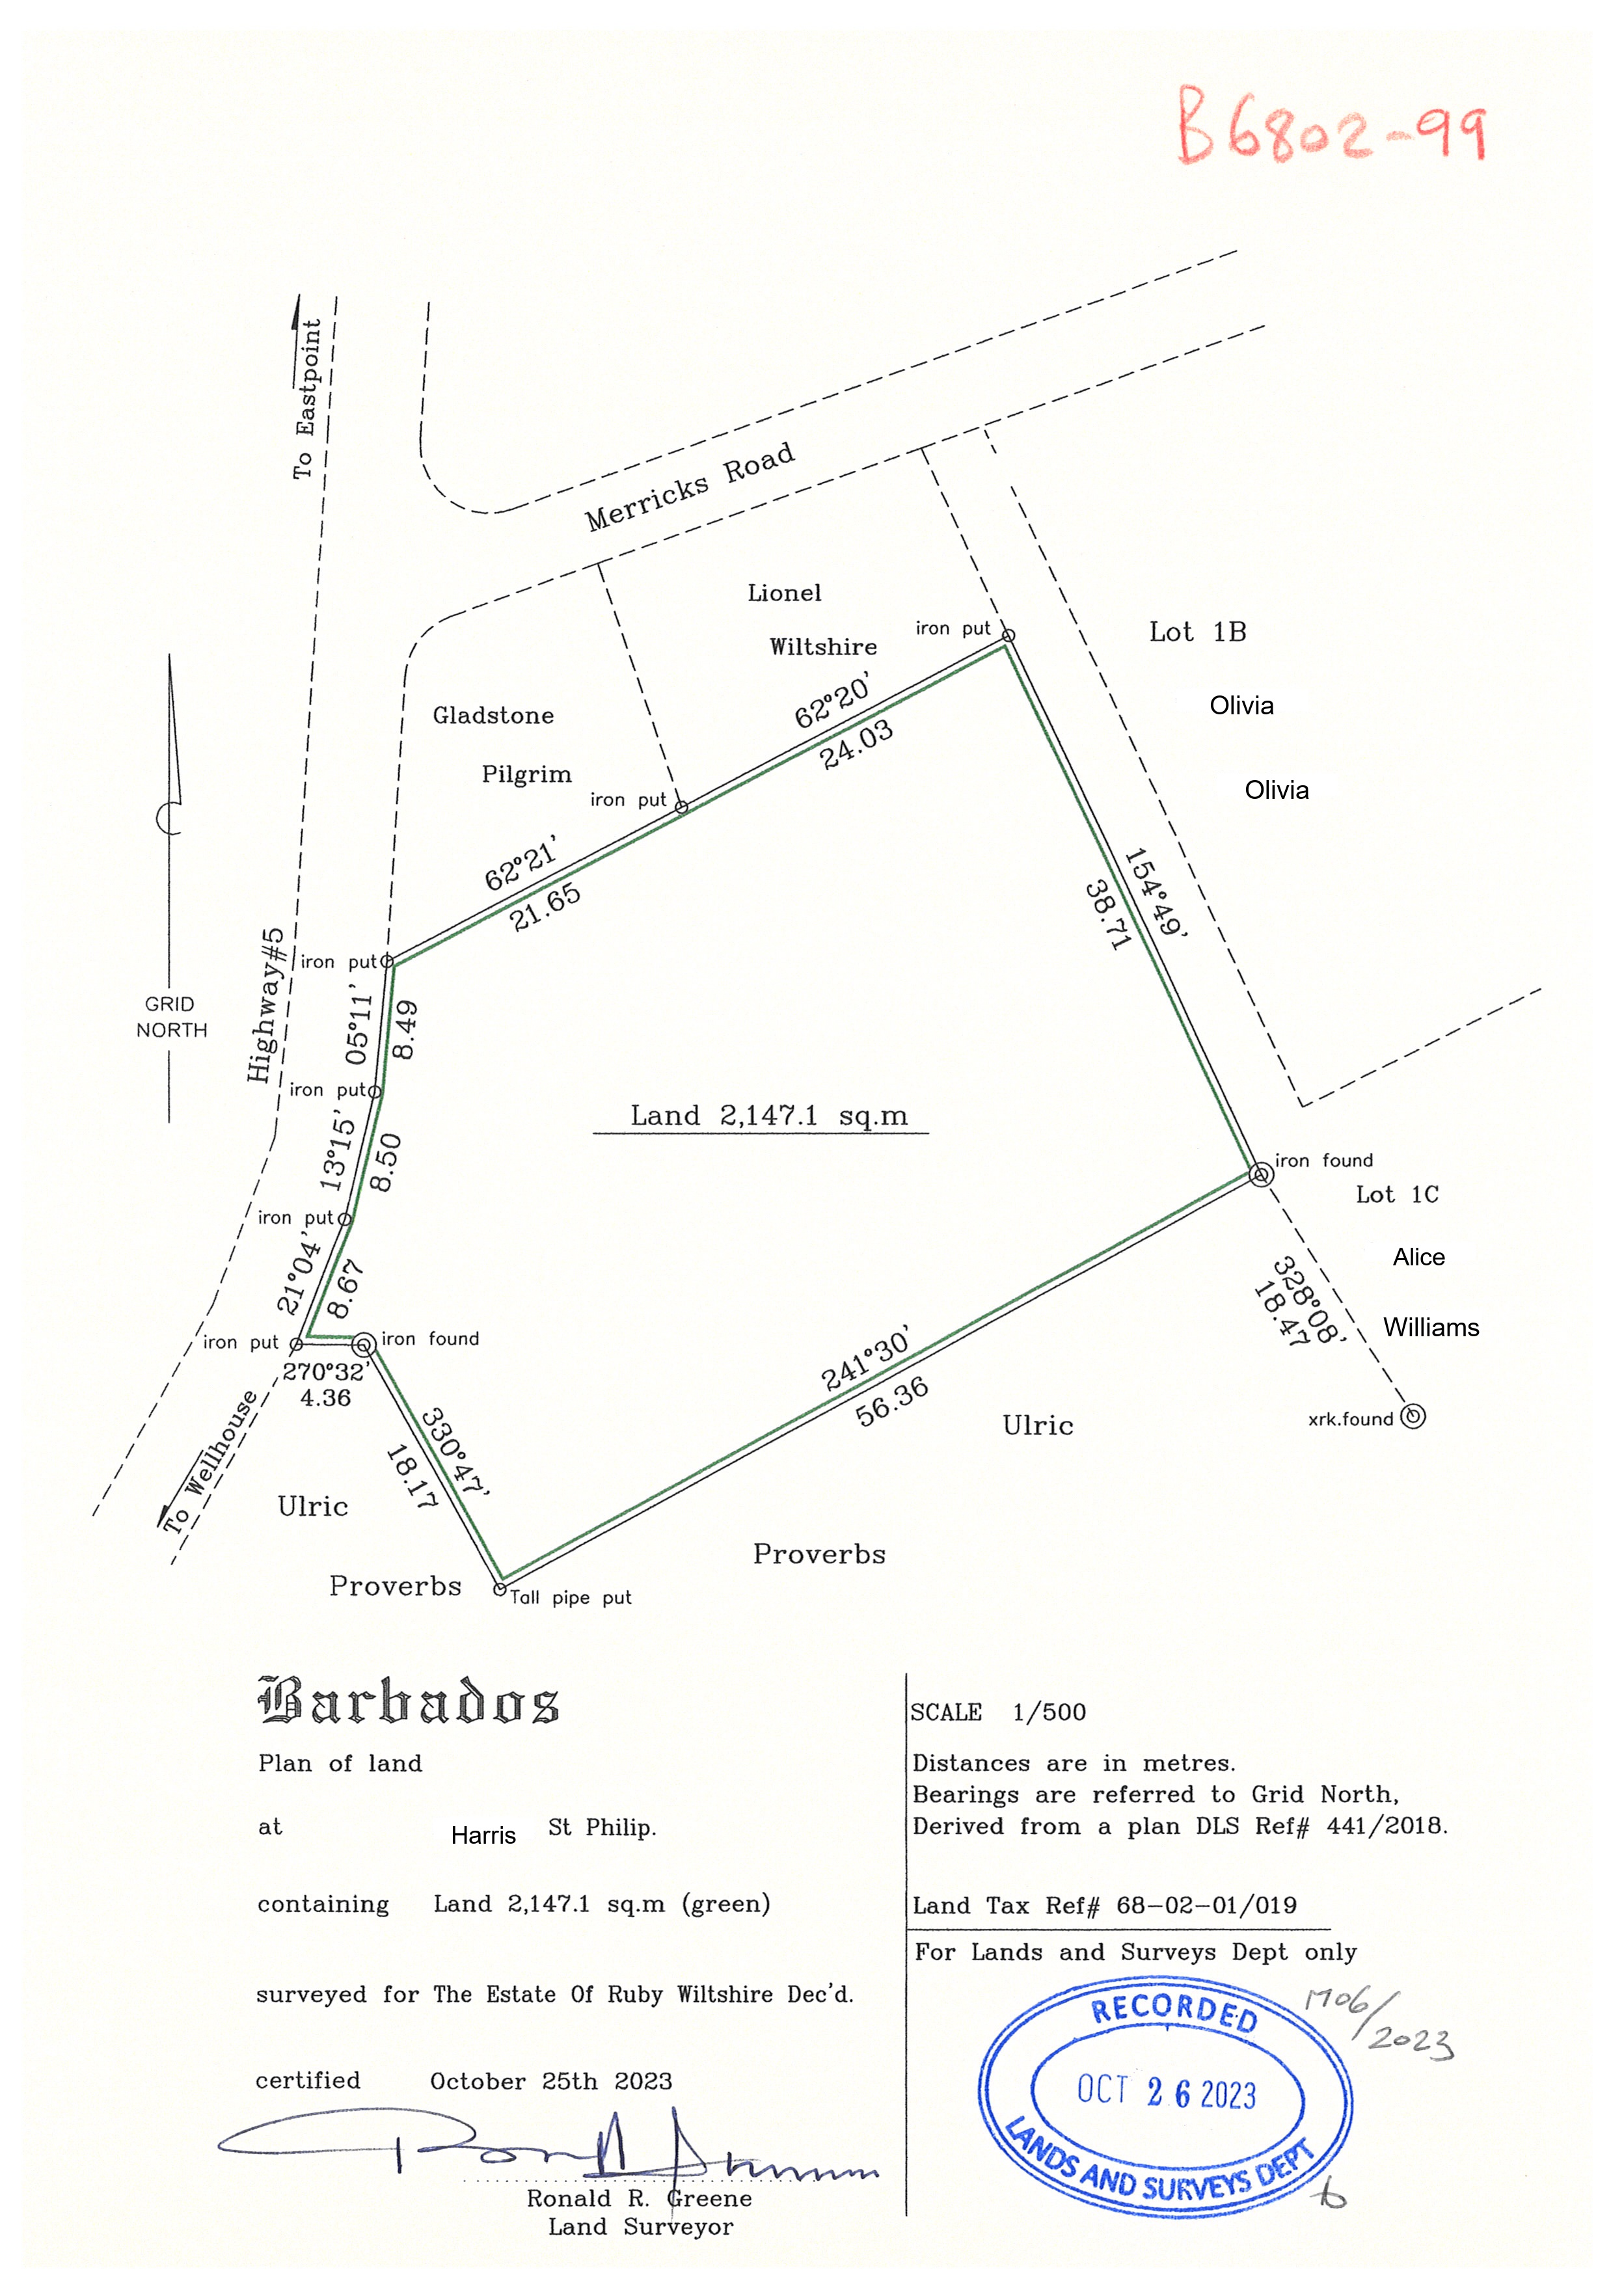 B6802-99
To Eastpoint
Merricks Road
Lionel
Wiltshire
iron put
Lot 1B
Olivia
Olivia
62°20'
24.03
Gladstone
Pilgrim
iron put
62°21'
21.65
154°49'
38.71
Highway#5
iron put
GRID
NORTH
05°11'
8.49
iron put
Land 2,147.1 sq.m
13°15'
8.50
iron found
Lot 1C
iron put
Alice
21°04'
8.67
328°08'
18.47
Williams
iron put
iron found
270°32'
4.36
241°30'
56.36
xrk.found
Ulric
330°47'
18.17
To Wellhouse
Ulric
Proverbs
Proverbs
Tall pipe put
Barbados
Plan of land
at Harris St Philip.
containing Land 2,147.1 sq.m (green)
surveyed for The Estate Of Ruby Wiltshire Dec'd.
certified October 25th 2023
Ronald R. Greene
Land Surveyor
SCALE 1/500
Distances are in metres.
Bearings are referred to Grid North,
Derived from a plan DLS Ref# 441/2018.
Land Tax Ref# 68-02-01/019
For Lands and Surveys Dept only
RECORDED
M06/
2023
OCT 26 2023
LANDS AND SURVEYS DEPT